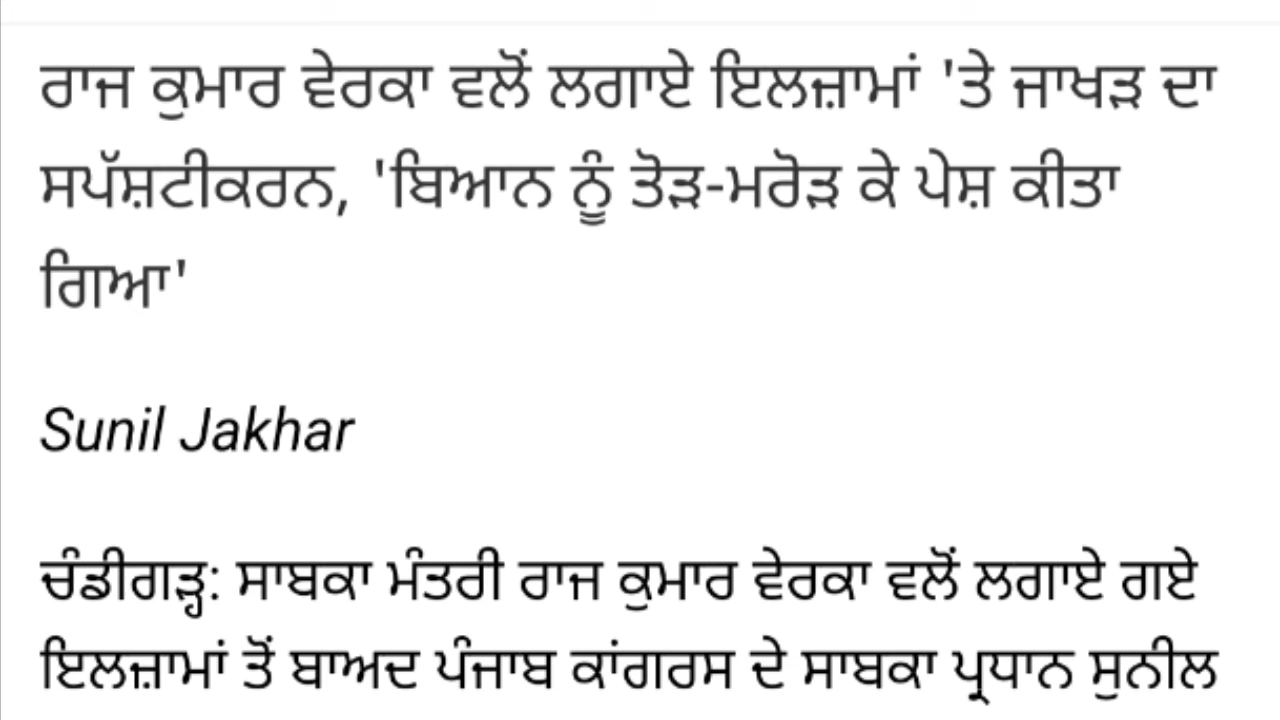 ਰਾਜ ਕੁਮਾਰ ਵੇਰਕਾ ਵਲੋਂ ਲਗਾਏ ਇਲਜ਼ਾਮਾਂ 'ਤੇ ਜਾਖੜ ਦਾ
ਸਪੱਸ਼ਟੀਕਰਨ, 'ਬਿਆਨ ਨੂੰ ਤੋੜ-ਮਰੋੜ ਕੇ ਪੇਸ਼ ਕੀਤਾ
ਗਿਆ'
Sunil Jakhar
ਚੰਡੀਗੜ੍ਹ: ਸਾਬਕਾ ਮੰਤਰੀ ਰਾਜ ਕੁਮਾਰ ਵੇਰਕਾ ਵਲੋਂ ਲਗਾਏ ਗਏ
ਇਲਜ਼ਾਮਾਂ ਤੋਂ ਬਾਅਦ ਪੰਜਾਬ ਕਾਂਗਰਸ ਦੇ ਸਾਬਕਾ ਪ੍ਰਧਾਨ ਸੁਨੀਲ